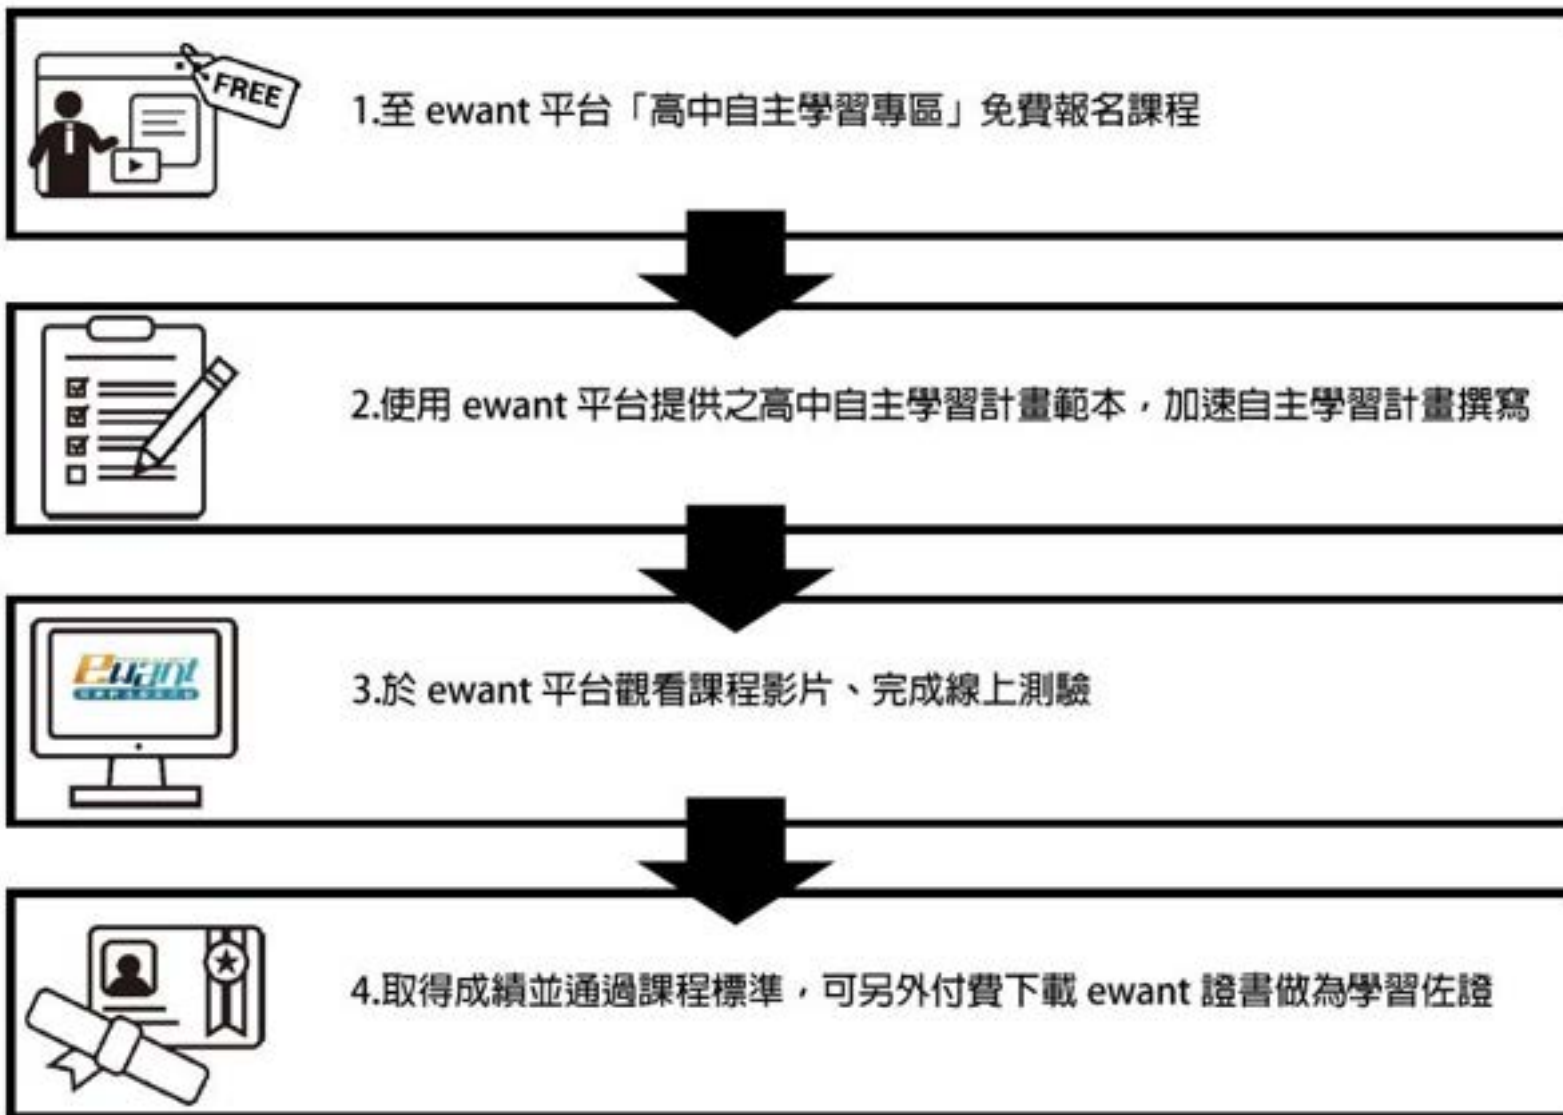 FREE
1.至 ewant 平台「高中自主學習專區」免費報名課程
2.使用 ewant 平台提供之高中自主學習計畫範本，加速自主學習計畫撰寫
ewant
3.於 ewant 平台觀看課程影片、完成線上測驗
4.取得成績並通過課程標準，可另外付費下載 ewant 證書做為學習佐證